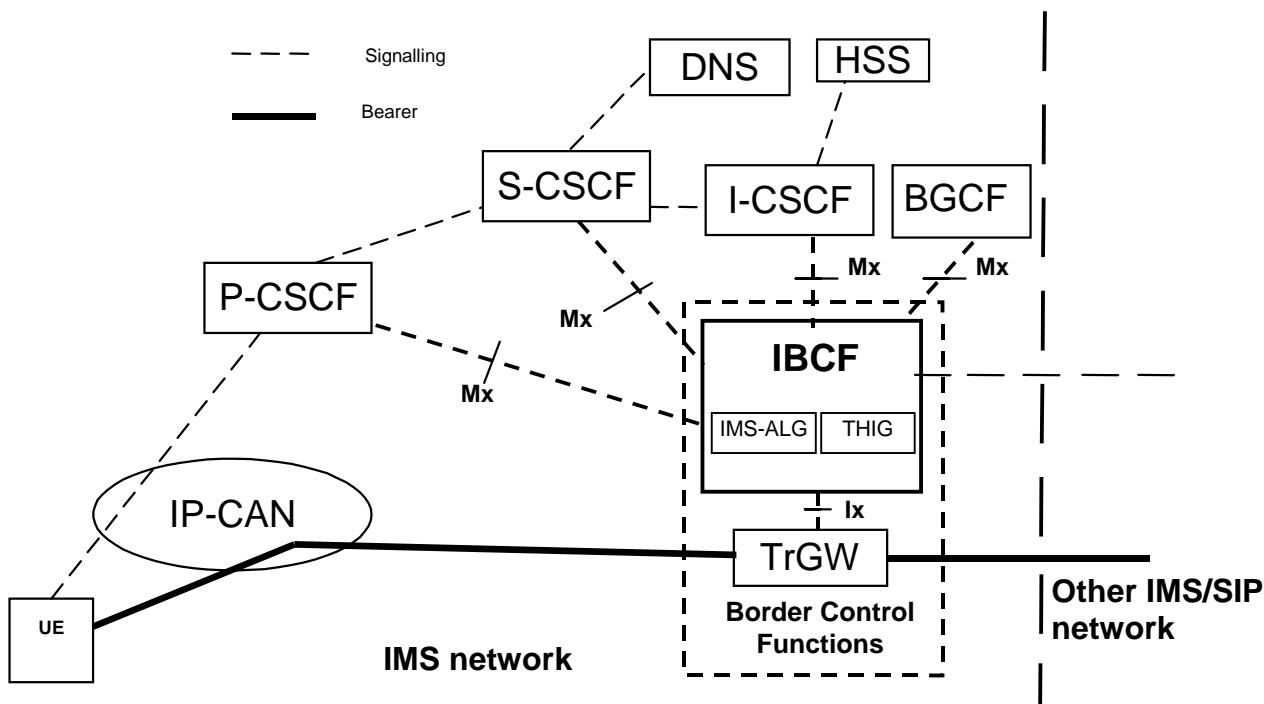 Signalling
Bearer
DNS
HSS
S-CSCF
I-CSCF
BGCF
P-CSCF
Mx
Mx
Mx
Mx
IBCF
IMS-ALG
THIG
IP-CAN
Ix
TrGW
UE
Border Control
Functions
Other IMS/SIP
network
IMS network